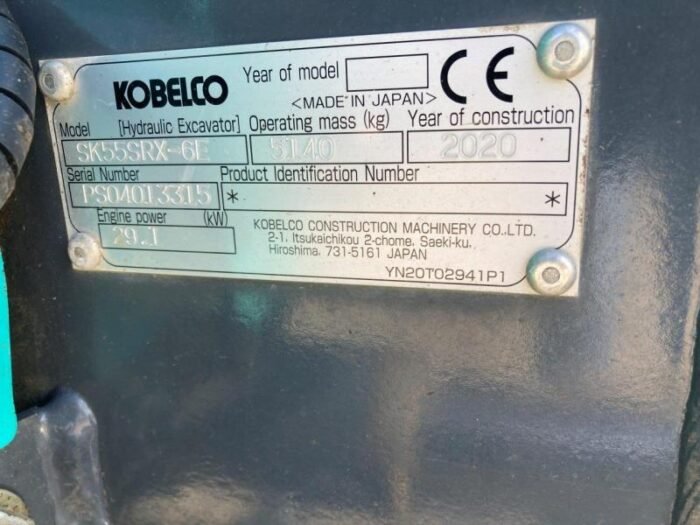 KOBELCO Year of model CE
<MADE IN JAPAN>
Model [Hydraulic Excavator] Operating mass (kg) Year of construction
SK55SRX-6E 5140 2020
Serial Number Product Identification Number
PS04013315 * *
Engine power (kW)
29.1
KOBELCO CONSTRUCTION MACHINERY CO.,LTD.
2-1, Itsukaichikou 2-chome, Saeki-ku,
Hiroshima, 731-5161 JAPAN
YN20T02941P1